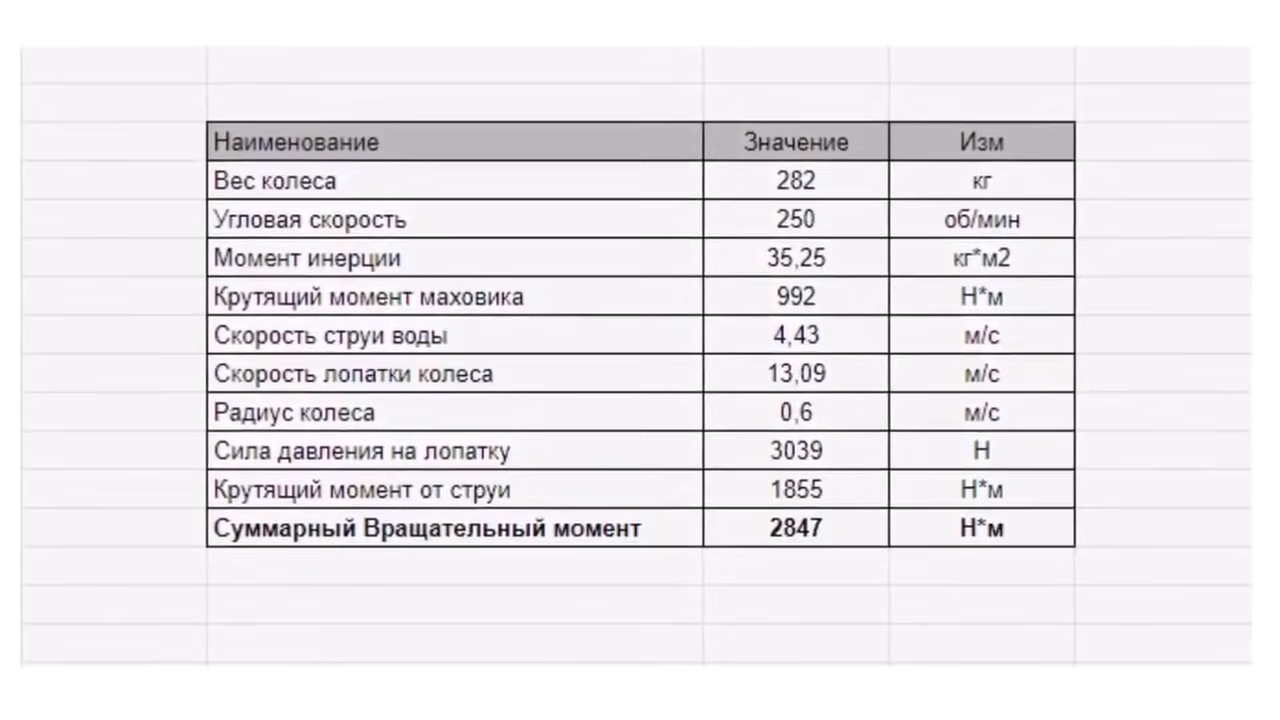 Наименование Значение Изм
Вес колеса 282 кг
Угловая скорость 250 об/мин
Момент инерции 35,25 кг*м2
Крутящий момент маховика 992 Н*м
Скорость струи воды 4,43 м/с
Скорость лопатки колеса 13,09 м/с
Радиус колеса 0,6 м/с
Сила давления на лопатку 3039 Н
Крутящий момент от струи 1855 Н*м
Суммарный Вращательный момент 2847 Н*м